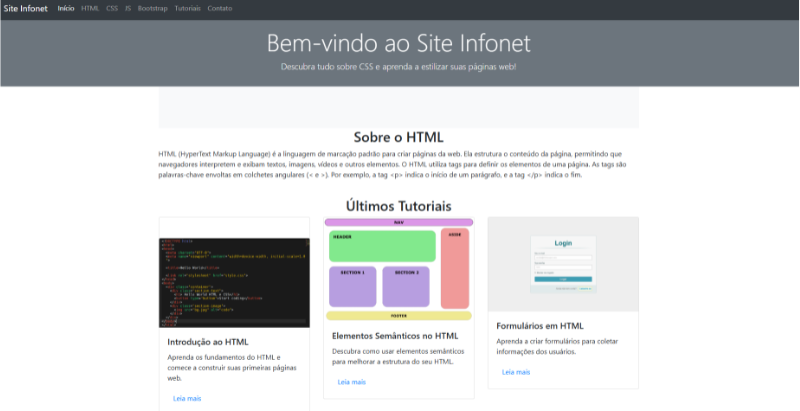 Site Infonet Início HTML CSS JS Bootstrap Tutoriais Contato
Bem-vindo ao Site Infonet
Descubra tudo sobre CSS e aprenda a estilizar suas páginas web!
Sobre o HTML
HTML (HyperText Markup Language) é a linguagem de marcação padrão para criar páginas da web. Ela estrutura o conteúdo da página, permitindo que
navegadores interpretem e exibam textos, imagens, vídeos e outros elementos. O HTML utiliza tags para definir os elementos de uma página. As tags são
palavras-chave envoltas em colchetes angulares (< e >). Por exemplo, a tag <p> indica o início de um parágrafo, e a tag </p> indica o fim.
Últimos Tutoriais
Introdução ao HTML
Aprenda os fundamentos do HTML e
comece a construir suas primeiras páginas
web.
Leia mais
NAV
HEADER
ASIDE
SECTION 1
SECTION 2
FOOTER
Elementos Semânticos no HTML
Descubra como usar elementos semânticos
para melhorar a estrutura do seu HTML.
Leia mais
Login
Formulários em HTML
Aprenda a criar formulários para coletar
informações dos usuários.
Leia mais